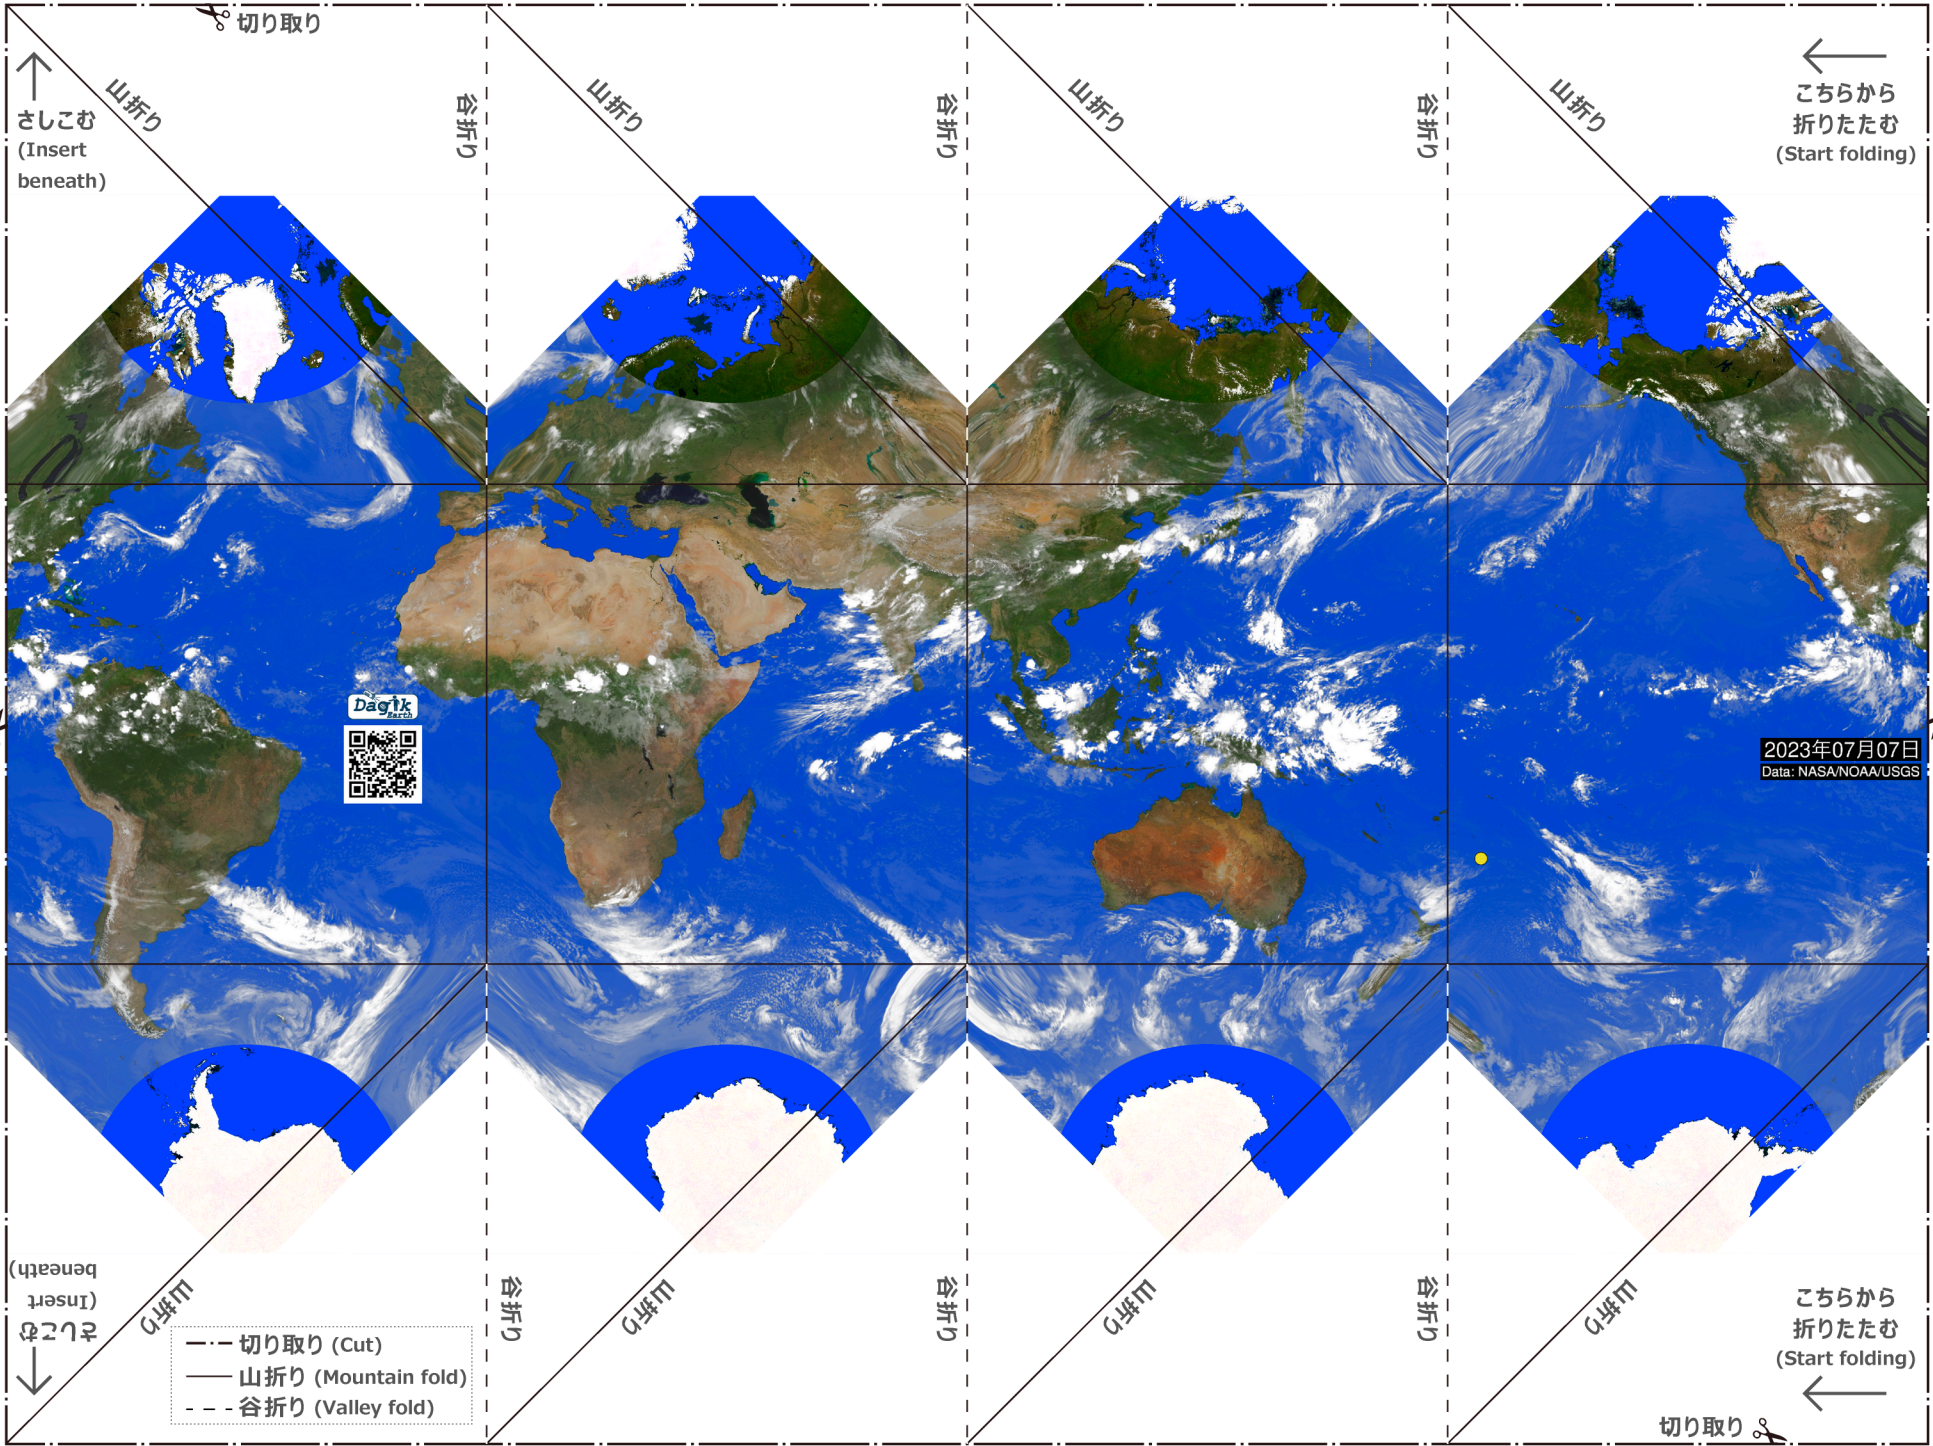 切り取り
山折り
谷折り
山折り
谷折り
山折り
谷折り
山折り
こちらから
折りたたむ
(Start folding)
さしこむ
(Insert
beneath)
Dagik
Earth
2023年07月07日
Data: NASA/NOAA/USGS
さしこむ
(Insert
beneath)
山折り
谷折り
山折り
谷折り
山折り
谷折り
山折り
こちらから
折りたたむ
(Start folding)
切り取り (Cut)
山折り (Mountain fold)
谷折り (Valley fold)
切り取り